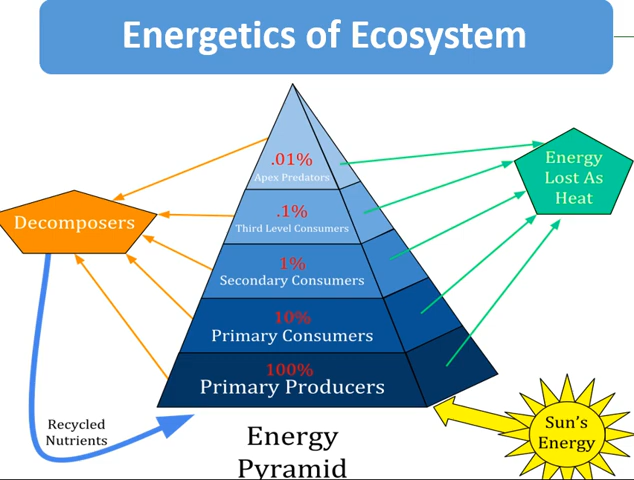 Energetics of Ecosystem
.01%
Apex Predators
.1%
Third Level Consumers
1%
Secondary Consumers
10%
Primary Consumers
100%
Primary Producers
Decomposers
Energy
Lost As
Heat
Recycled
Nutrients
Energy
Pyramid
Sun's
Energy